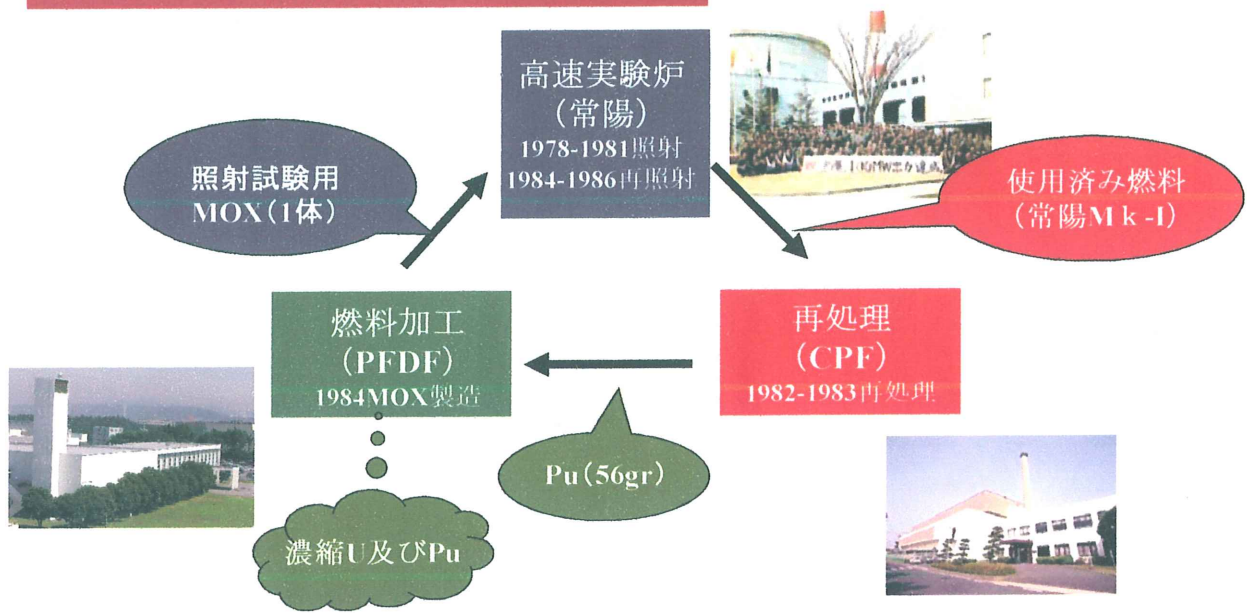 高速実験炉
(常陽)
1978-1981照射
1984-1986再照射
照射試験用
MOX(1体)
使用済み燃料
(常陽Mk-I)
燃料加工
(PFDF)
1984MOX製造
再処理
(CPF)
1982-1983再処理
Pu(56gr)
濃縮U及びPu